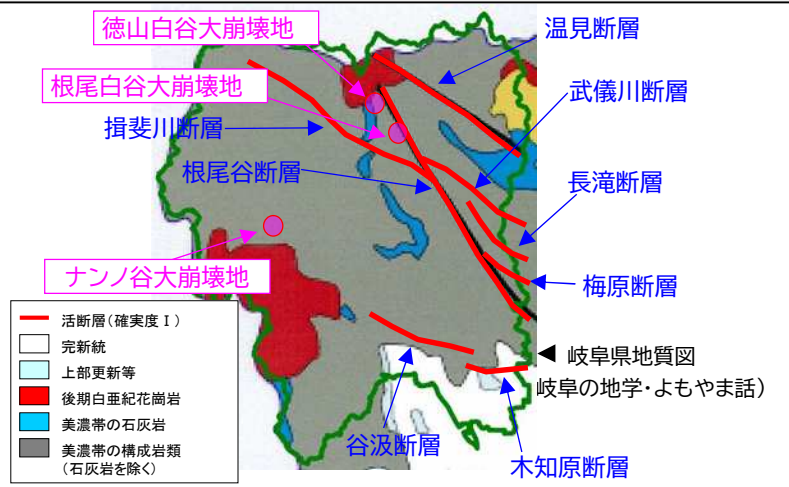 徳山白谷大崩壊地
温見断層
根尾白谷大崩壊地
武儀川断層
揖斐川断層
根尾谷断層
長滝断層
ナンノ谷大崩壊地
梅原断層
活断層(確実度Ⅰ)
完新統
上部更新等
後期白亜紀花崗岩
美濃帯の石灰岩
美濃帯の構成岩類
(石灰岩を除く)
◀ 岐阜県地質図
岐阜の地学・よもやま話)
谷汲断層
木知原断層